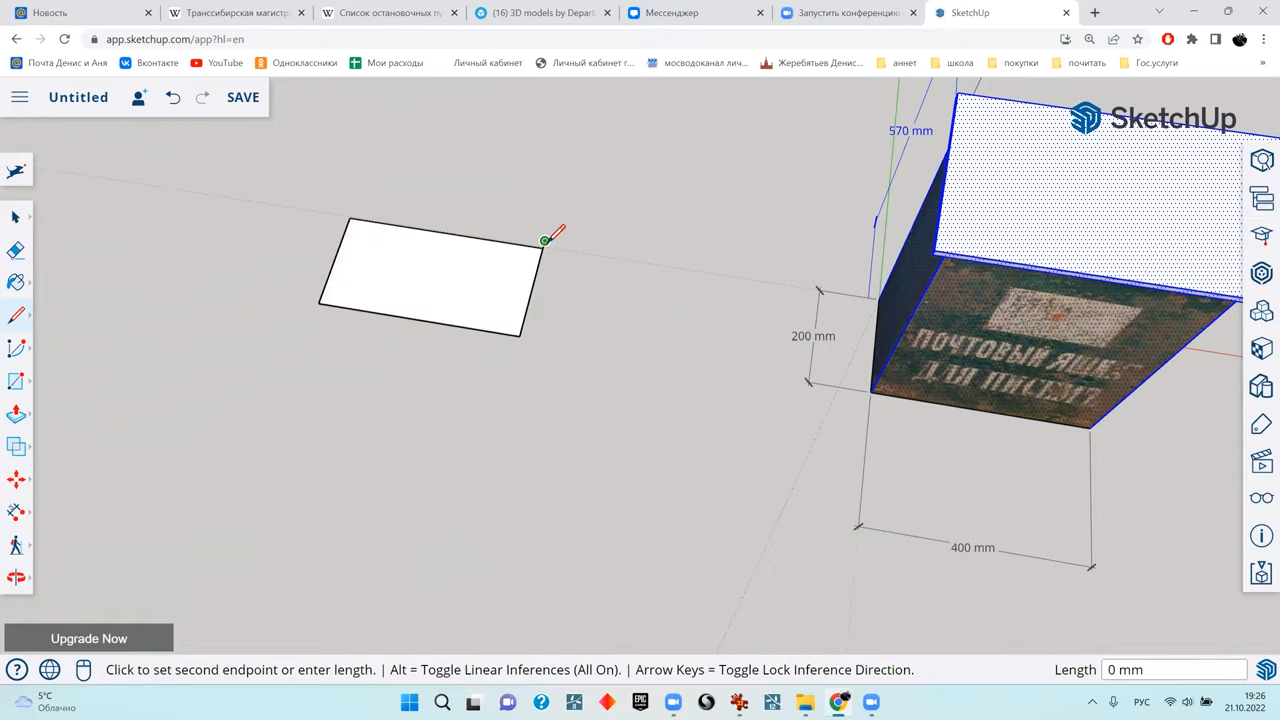 Новость
Транссибирская магистр
Список остановочных пу
(16) 3D models by Depart
Мессенджер
Запустить конференцию
SketchUp
app.sketchup.com/app?hl=en
Почта Денис и Аня
Вконтакте
YouTube
Одноклассники
Мои расходы
Личный кабинет
Личный кабинет г...
мосводоканал лич...
Жеребятьев Денис...
аннет
школа
покупки
почитать
Гос.услуги
»
Untitled
SAVE
SketchUp
570 mm
200 mm
ПОЧТОВЫЙ ЯЩИК
ДЛЯ ПИСЕМЪ
400 mm
Upgrade Now
Click to set second endpoint or enter length. | Alt = Toggle Linear Inferences (All On). | Arrow Keys = Toggle Lock Inference Direction.
Length
0 mm
5°C
Облачно
РУС
19:26
21.10.2022